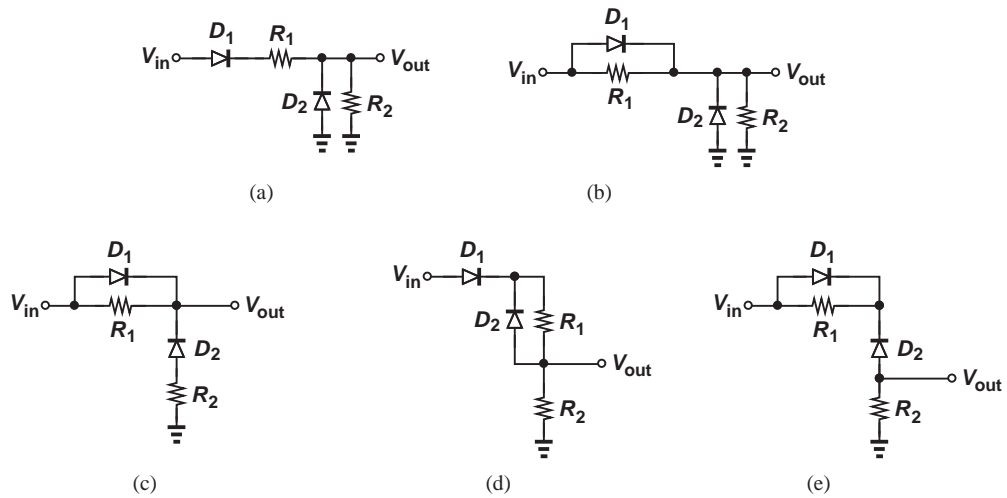 D1 R1
Vin Vout
D2 R2
(a)
D1
Vin Vout
R1
D2 R2
(b)
D1
Vin Vout
R1
D2
R2
(c)
D1
Vin
D2 R1
Vout
R2
(d)
D1
Vin
R1
D2
Vout
R2
(e)